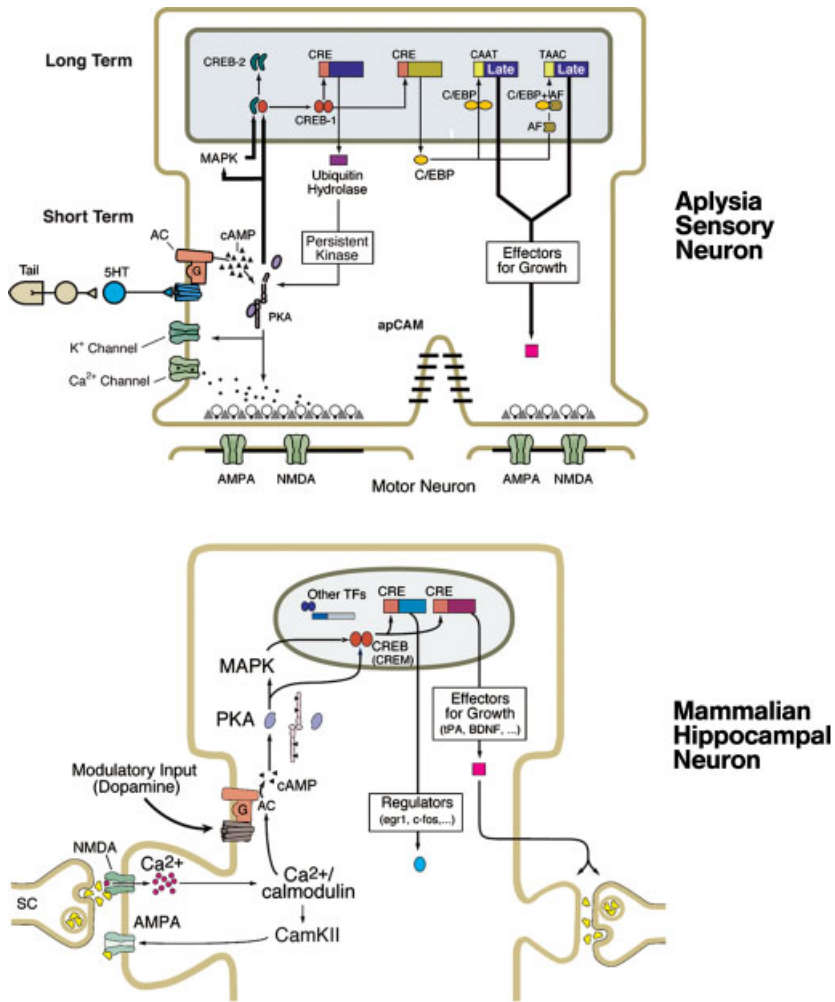 Long Term
CREB-2
CRE
CRE
CAAT
TAAC
Late
Late
C/EBP
C/EBP+AF
CREB-1
AF
MAPK
Ubiquitin
Hydrolase
C/EBP
Aplysia
Sensory
Neuron
Short Term
AC
cAMP
Persistent
Kinase
Effectors
for Growth
G
Tail
5HT
PKA
apCAM
K+ Channel
Ca2+ Channel
AMPA
NMDA
Motor Neuron
AMPA
NMDA
Other TFs
CRE
CRE
CREB
(CREM)
MAPK
PKA
Effectors
for Growth
(tPA, BDNF, ...)
Mammalian
Hippocampal
Neuron
Modulatory Input
(Dopamine)
cAMP
G
AC
Regulators
(egr1, c-fos,...)
NMDA
Ca2+
Ca2+/
calmodulin
SC
AMPA
CamKII